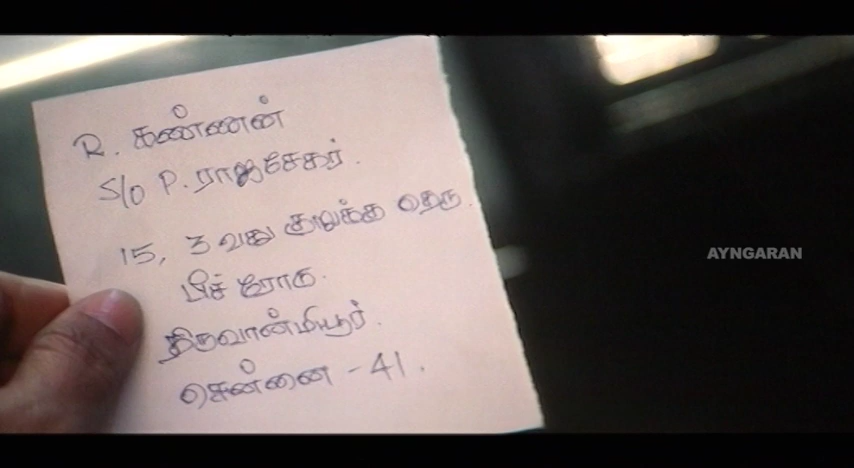 R. கண்ணன்
S/o P. ராஜசேகர்.
15, 3 வது குறுக்கு தெரு.
பீச் ரோடு.
திருவான்மியூர்.
சென்னை - 41.
AYNGARAN